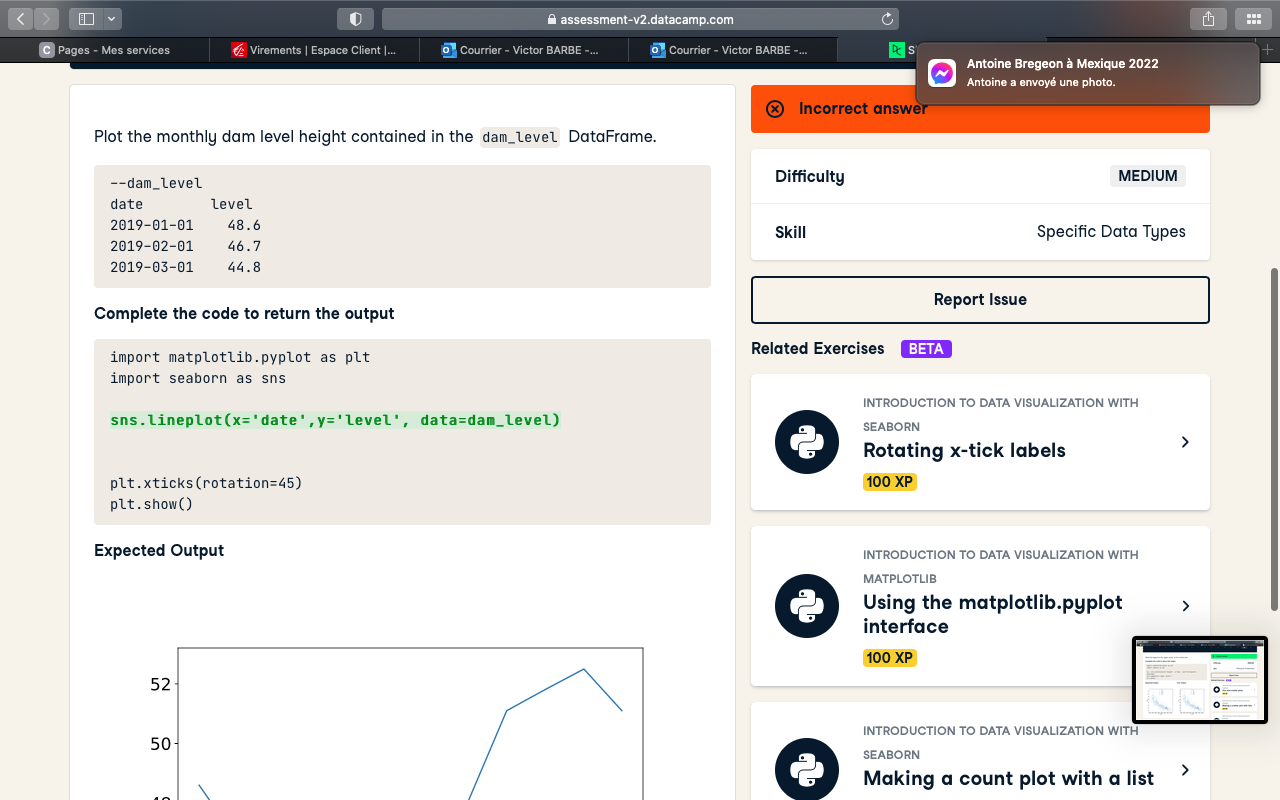 assessment-v2.datacamp.com
C Pages - Mes services
Virements | Espace Client |...
Courrier - Victor BARBE -...
Courrier - Victor BARBE -...
Antoine Bregeon à Mexique 2022
Antoine a envoyé une photo.
Incorrect answer
Plot the monthly dam level height contained in the dam_level DataFrame.
--dam_level
date level
2019-01-01 48.6
2019-02-01 46.7
2019-03-01 44.8
Complete the code to return the output
import matplotlib.pyplot as plt
import seaborn as sns
sns.lineplot(x='date',y='level', data=dam_level)
plt.xticks(rotation=45)
plt.show()
Expected Output
52
50
Difficulty MEDIUM
Skill Specific Data Types
Report Issue
Related Exercises BETA
INTRODUCTION TO DATA VISUALIZATION WITH
SEABORN
Rotating x-tick labels
100 XP
INTRODUCTION TO DATA VISUALIZATION WITH
MATPLOTLIB
Using the matplotlib.pyplot
interface
100 XP
INTRODUCTION TO DATA VISUALIZATION WITH
SEABORN
Making a count plot with a list